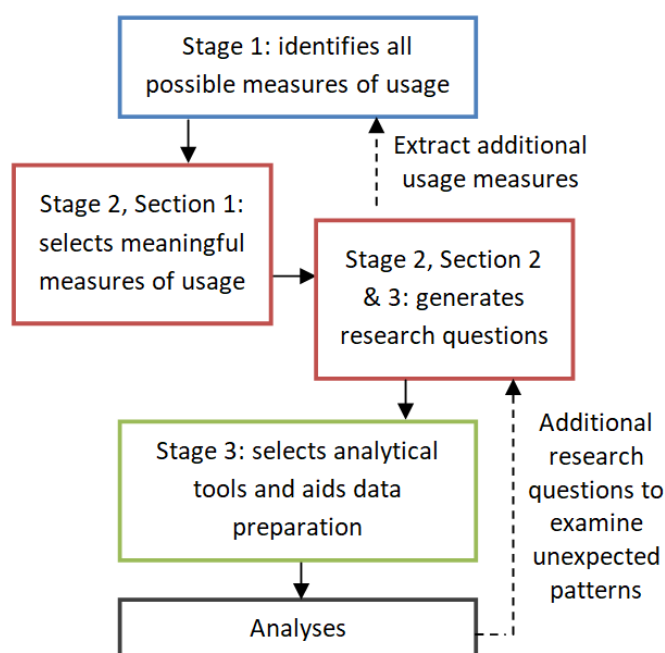 Stage 1: identifies all
possible measures of usage
Extract additional
usage measures
Stage 2, Section 1:
selects meaningful
measures of usage
Stage 2, Section 2
& 3: generates
research questions
Stage 3: selects analytical
tools and aids data
preparation
Additional
research
questions to
examine
unexpected
patterns
Analyses